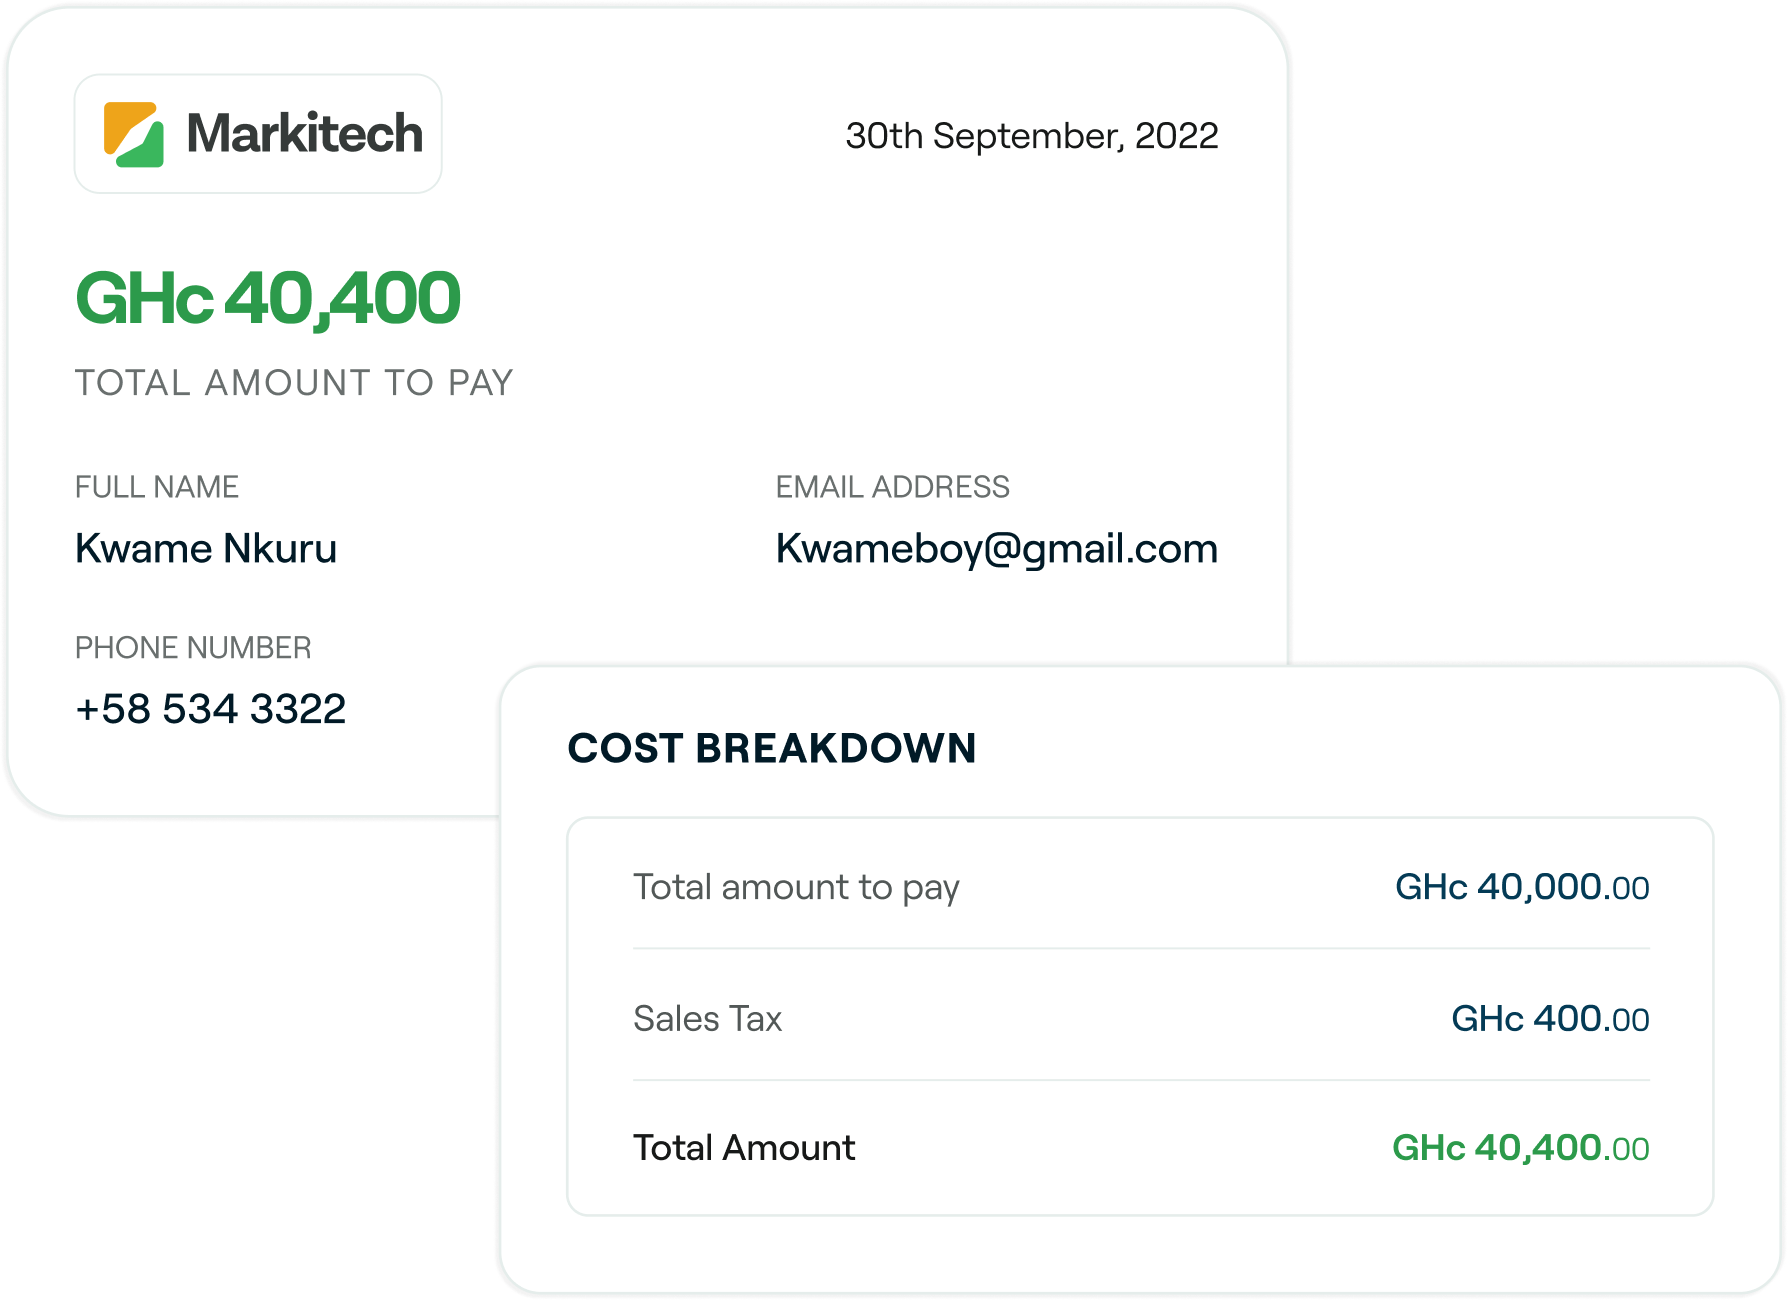 Markitech
30th September, 2022
GHc 40,400
TOTAL AMOUNT TO PAY
FULL NAME
Kwame Nkuru
EMAIL ADDRESS
Kwameboy@gmail.com
PHONE NUMBER
+58 534 3322
COST BREAKDOWN
Total amount to pay GHc 40,000.00
Sales Tax GHc 400.00
Total Amount GHc 40,400.00